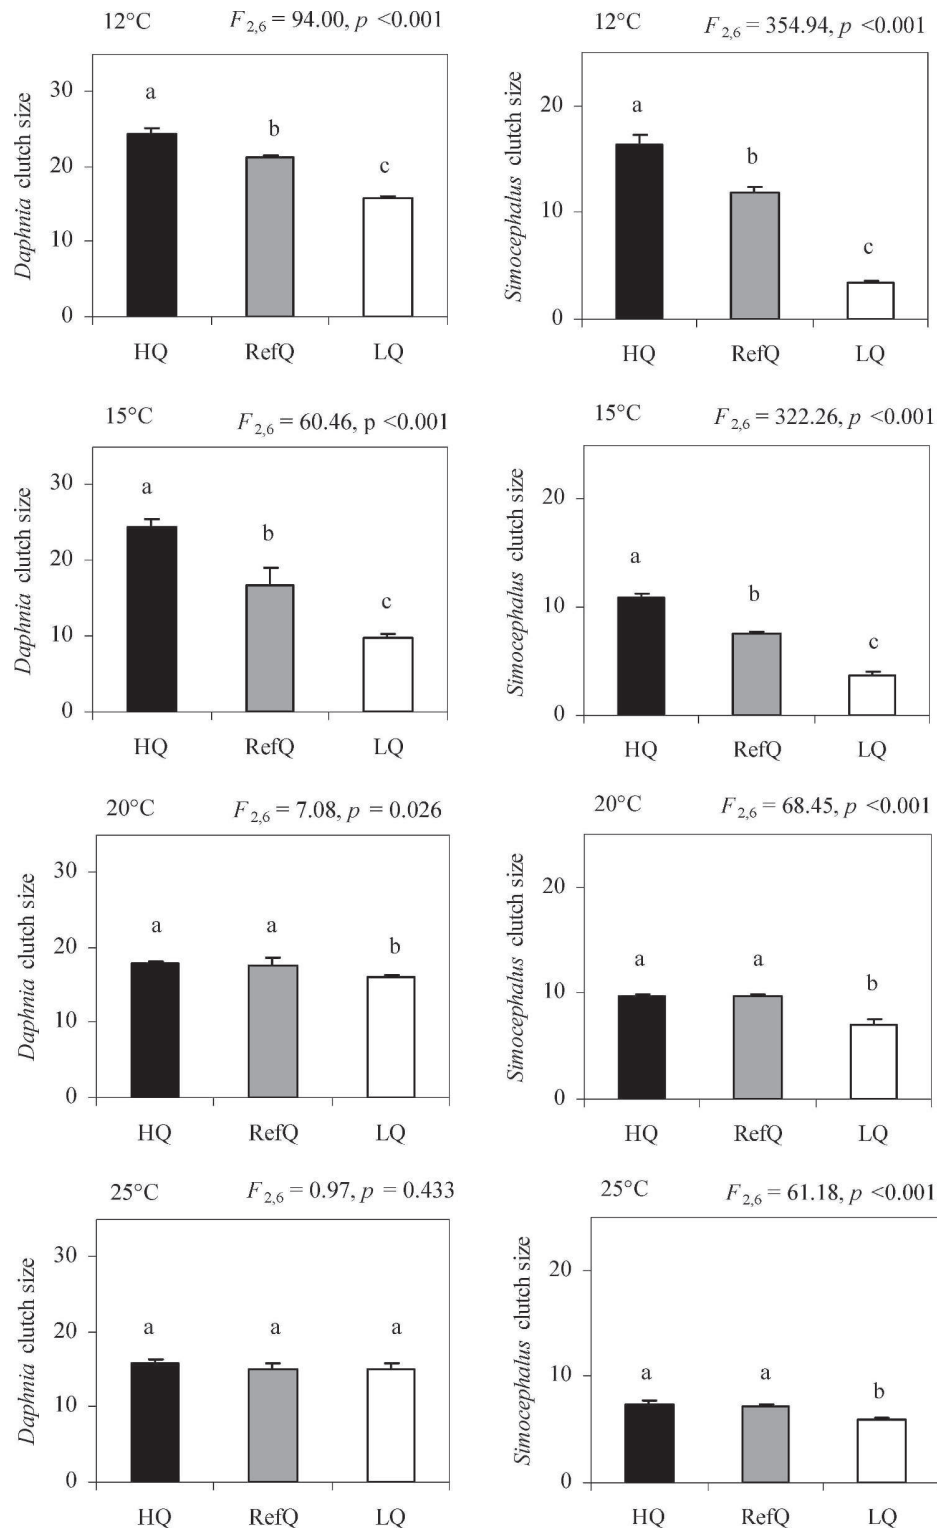 12°C F2,6 = 94.00, p <0.001
Daphnia clutch size
30
20
10
0
a
b
c
HQ RefQ LQ
12°C F2,6 = 354.94, p <0.001
Simocephalus clutch size
20
10
0
a
b
c
HQ RefQ LQ
15°C F2,6 = 60.46, p <0.001
Daphnia clutch size
30
20
10
0
a
b
c
HQ RefQ LQ
15°C F2,6 = 322.26, p <0.001
Simocephalus clutch size
20
10
0
a
b
c
HQ RefQ LQ
20°C F2,6 = 7.08, p = 0.026
Daphnia clutch size
30
20
10
0
a a
b
HQ RefQ LQ
20°C F2,6 = 68.45, p <0.001
Simocephalus clutch size
20
10
0
a a
b
HQ RefQ LQ
25°C F2,6 = 0.97, p = 0.433
Daphnia clutch size
30
20
10
0
a a a
HQ RefQ LQ
25°C F2,6 = 61.18, p <0.001
Simocephalus clutch size
20
10
0
a a
b
HQ RefQ LQ